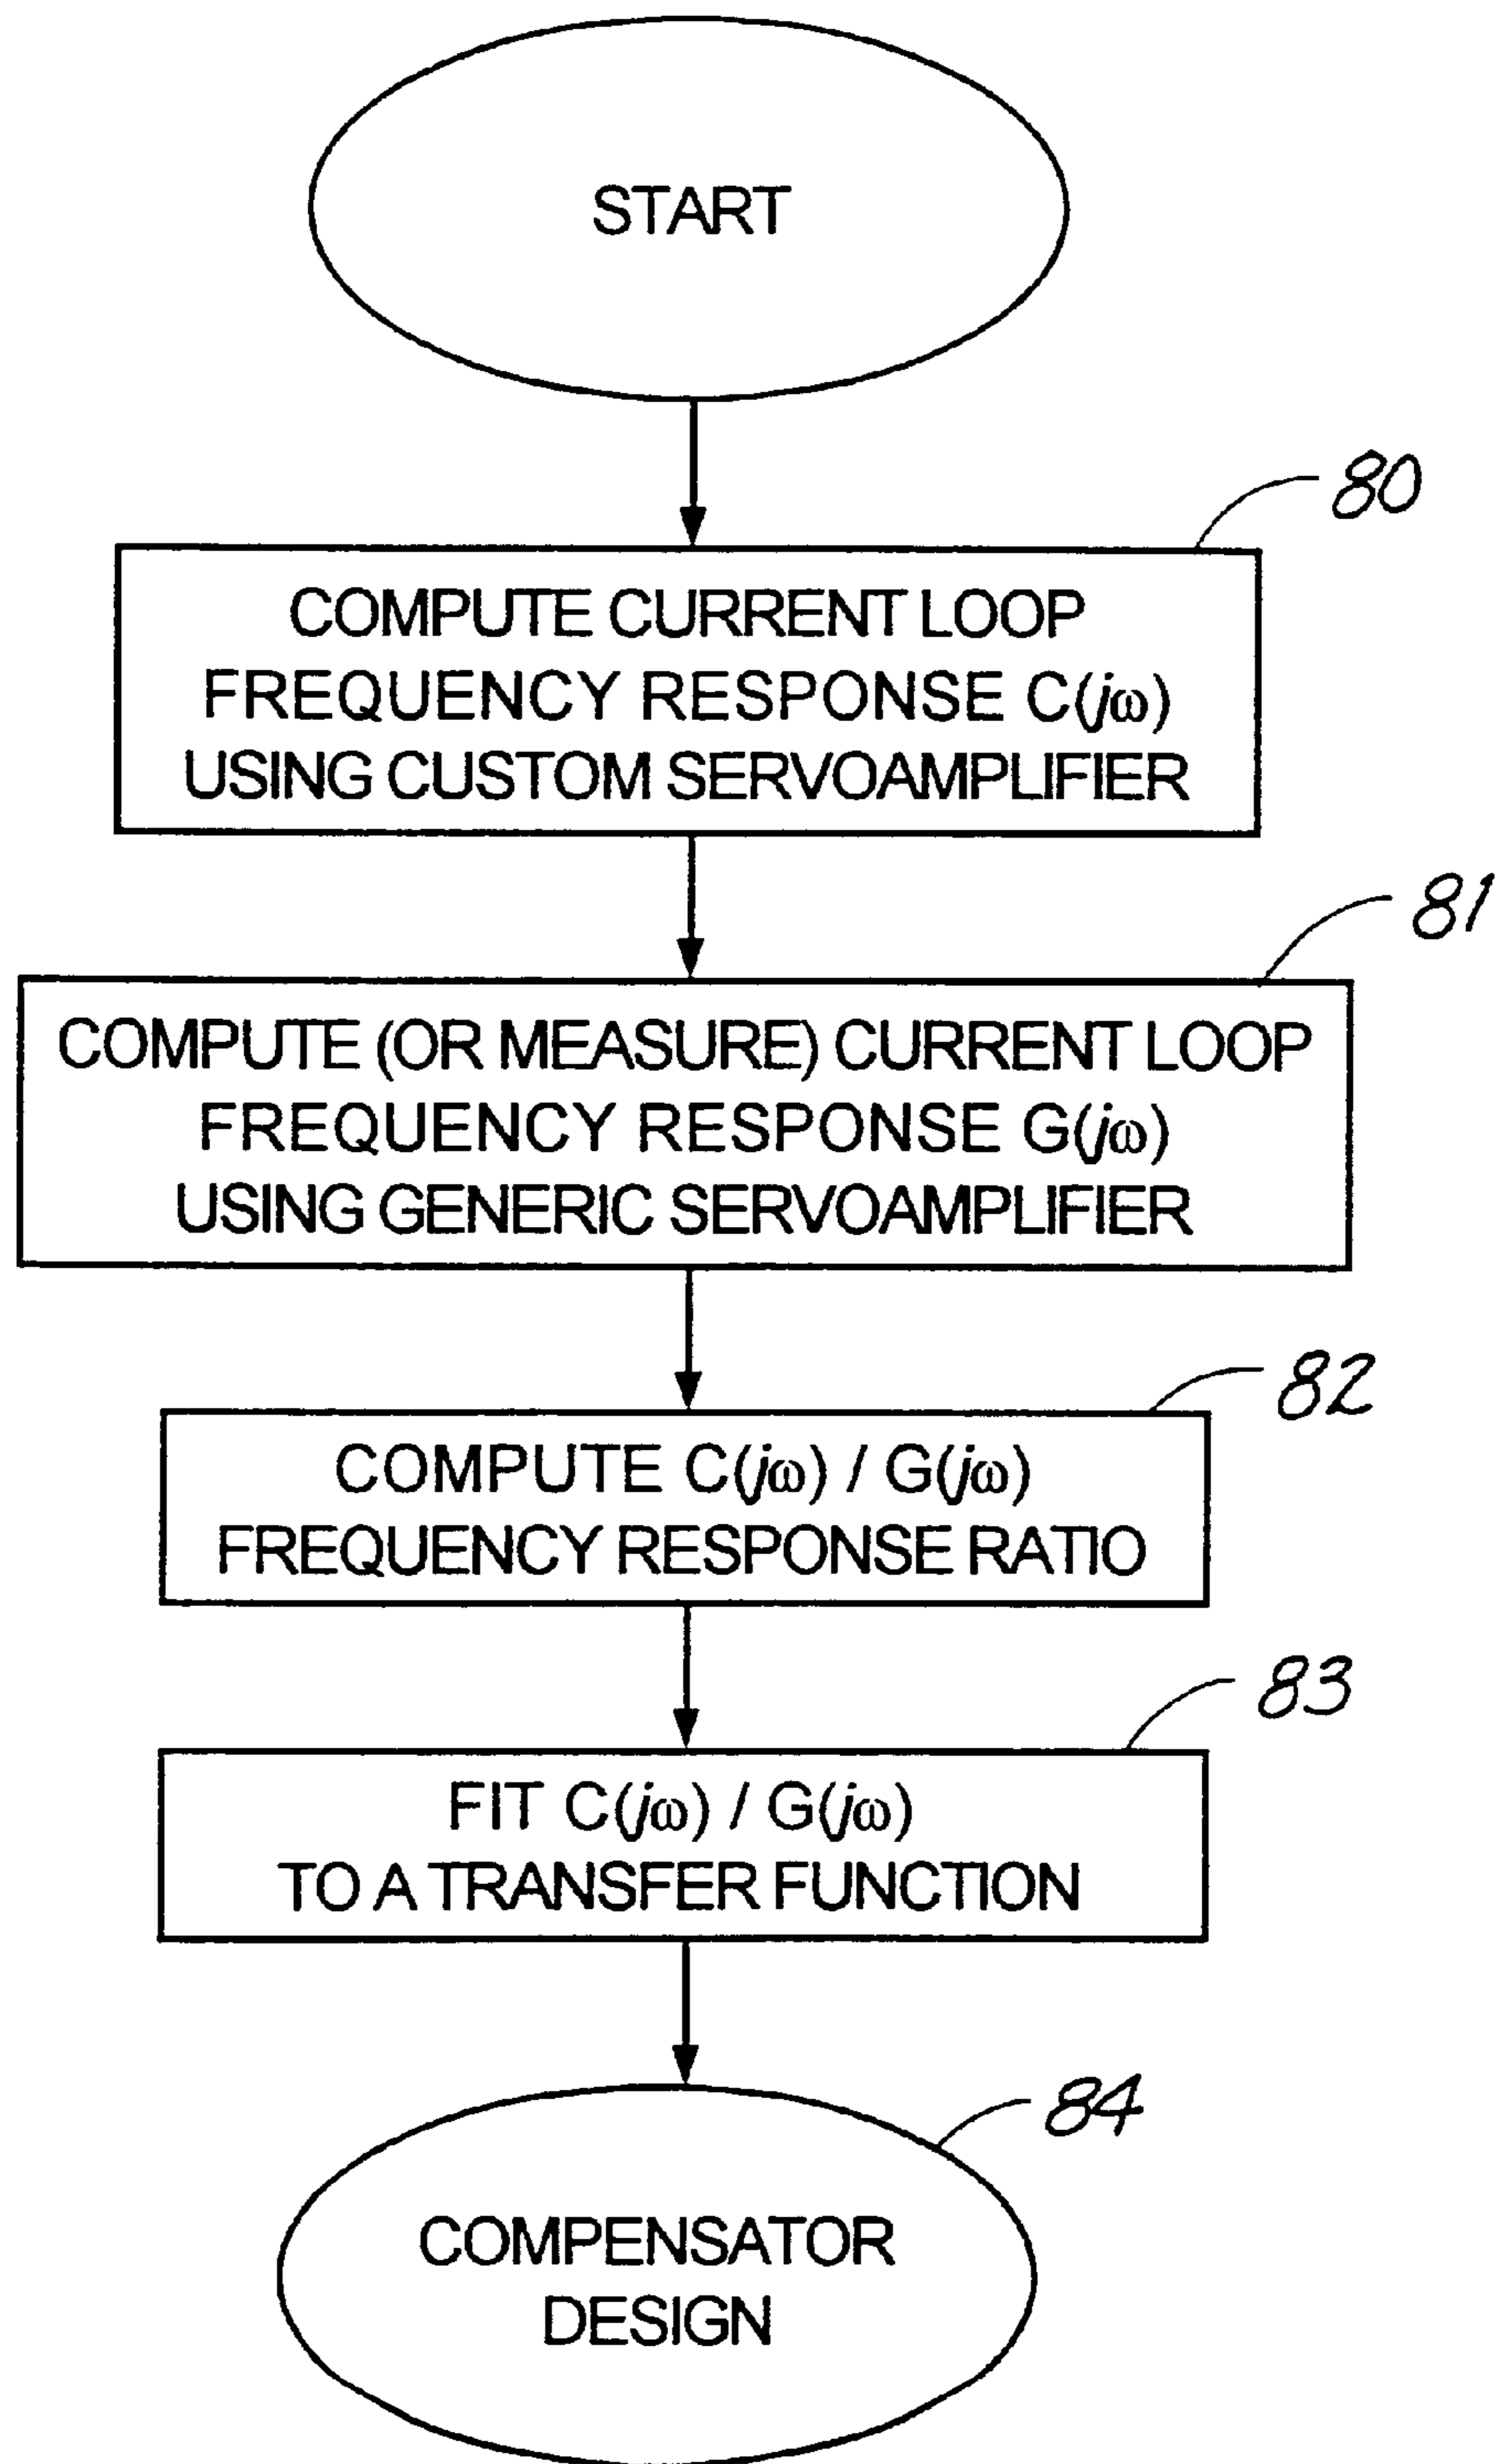 START
80
COMPUTE CURRENT LOOP
FREQUENCY RESPONSE C(jω)
USING CUSTOM SERVOAMPLIFIER
81
COMPUTE (OR MEASURE) CURRENT LOOP
FREQUENCY RESPONSE G(jω)
USING GENERIC SERVOAMPLIFIER
82
COMPUTE C(jω) / G(jω)
FREQUENCY RESPONSE RATIO
83
FIT C(jω) / G(jω)
TO A TRANSFER FUNCTION
84
COMPENSATOR
DESIGN